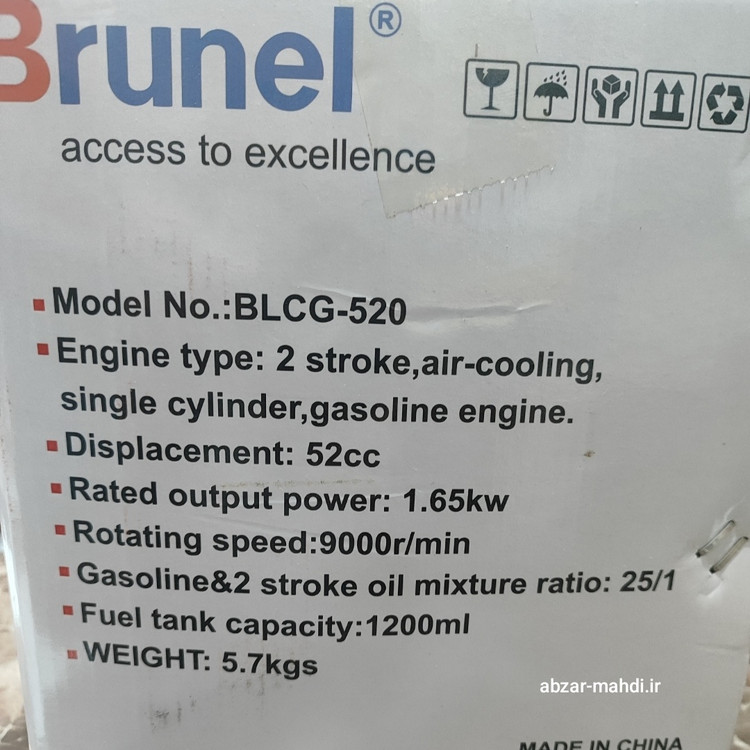 Brunel®
access to excellence
Model No.:BLCG-520
Engine type: 2 stroke,air-cooling,
single cylinder,gasoline engine.
Displacement: 52cc
Rated output power: 1.65kw
Rotating speed:9000r/min
Gasoline&2 stroke oil mixture ratio: 25/1
Fuel tank capacity:1200ml
WEIGHT: 5.7kgs
abzar-mahdi.ir
MADE IN CHINA